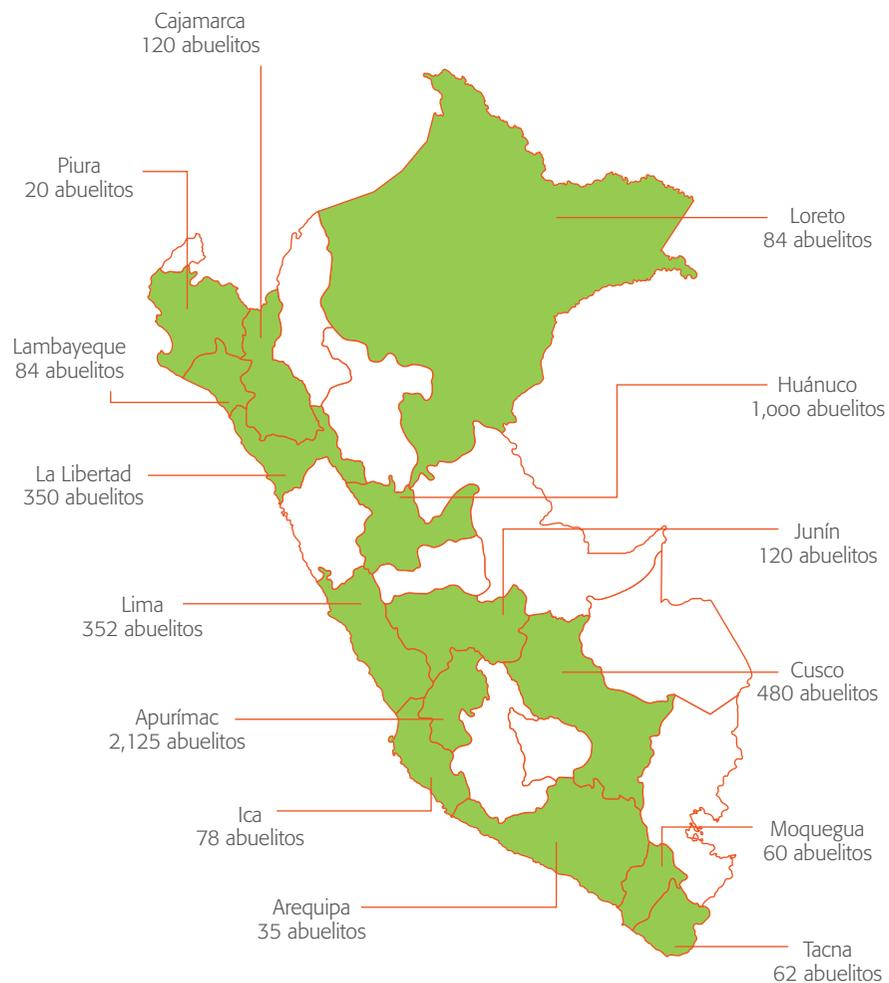 Cajamarca
120 abuelitos
Piura
20 abuelitos
Loreto
84 abuelitos
Lambayeque
84 abuelitos
Huánuco
1,000 abuelitos
La Libertad
350 abuelitos
Junín
120 abuelitos
Lima
352 abuelitos
Cusco
480 abuelitos
Apurímac
2,125 abuelitos
Ica
78 abuelitos
Moquegua
60 abuelitos
Arequipa
35 abuelitos
Tacna
62 abuelitos